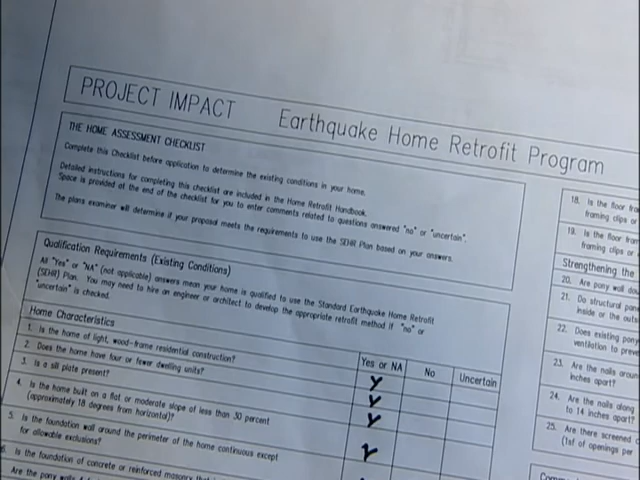 PROJECT IMPACT Earthquake Home Retrofit Program
THE HOME ASSESSMENT CHECKLIST
Complete this Checklist before application to determine the existing conditions in your home.
Detailed instructions for completing this checklist are included in the Home Retrofit Handbook.
Space is provided at the end of the checklist for you to enter comments related to questions answered "no" or "uncertain".
The plans examiner will determine if your proposal meets the requirements to use the SEHR Plan based on your answers.
Qualification Requirements (Existing Conditions)
All "Yes" or "NA" (not applicable) answers mean your home is qualified to use the Standard Earthquake Home Retrofit
(SEHR) Plan. You may need to hire an engineer or architect to develop the appropriate retrofit method if "no" or
"uncertain" is checked.
Home Characteristics
Yes or NA No Uncertain
1. Is the home of light, wood-frame residential construction? Y
2. Does the home have four or fewer dwelling units? Y
3. Is a sill plate present? Y
4. Is the home built on a flat or moderate slope of less than 30 percent
(approximately 18 degrees from horizontal)? Y
5. Is the foundation wall around the perimeter of the home continuous except
for allowable exclusions?
6. Is the foundation of concrete or reinforced masonry
Are the pony walls
18. Is the floor
framing clips or
19. Is the floor
framing clips or
Strengthening the
20. Are pony wall
21. Do structural
inside or the
22. Does existing pony
ventilation to
23. Are the nails
inches apart?
24. Are the nails along
to 14 inches apart?
25. Are there screened
(1sf of openings per